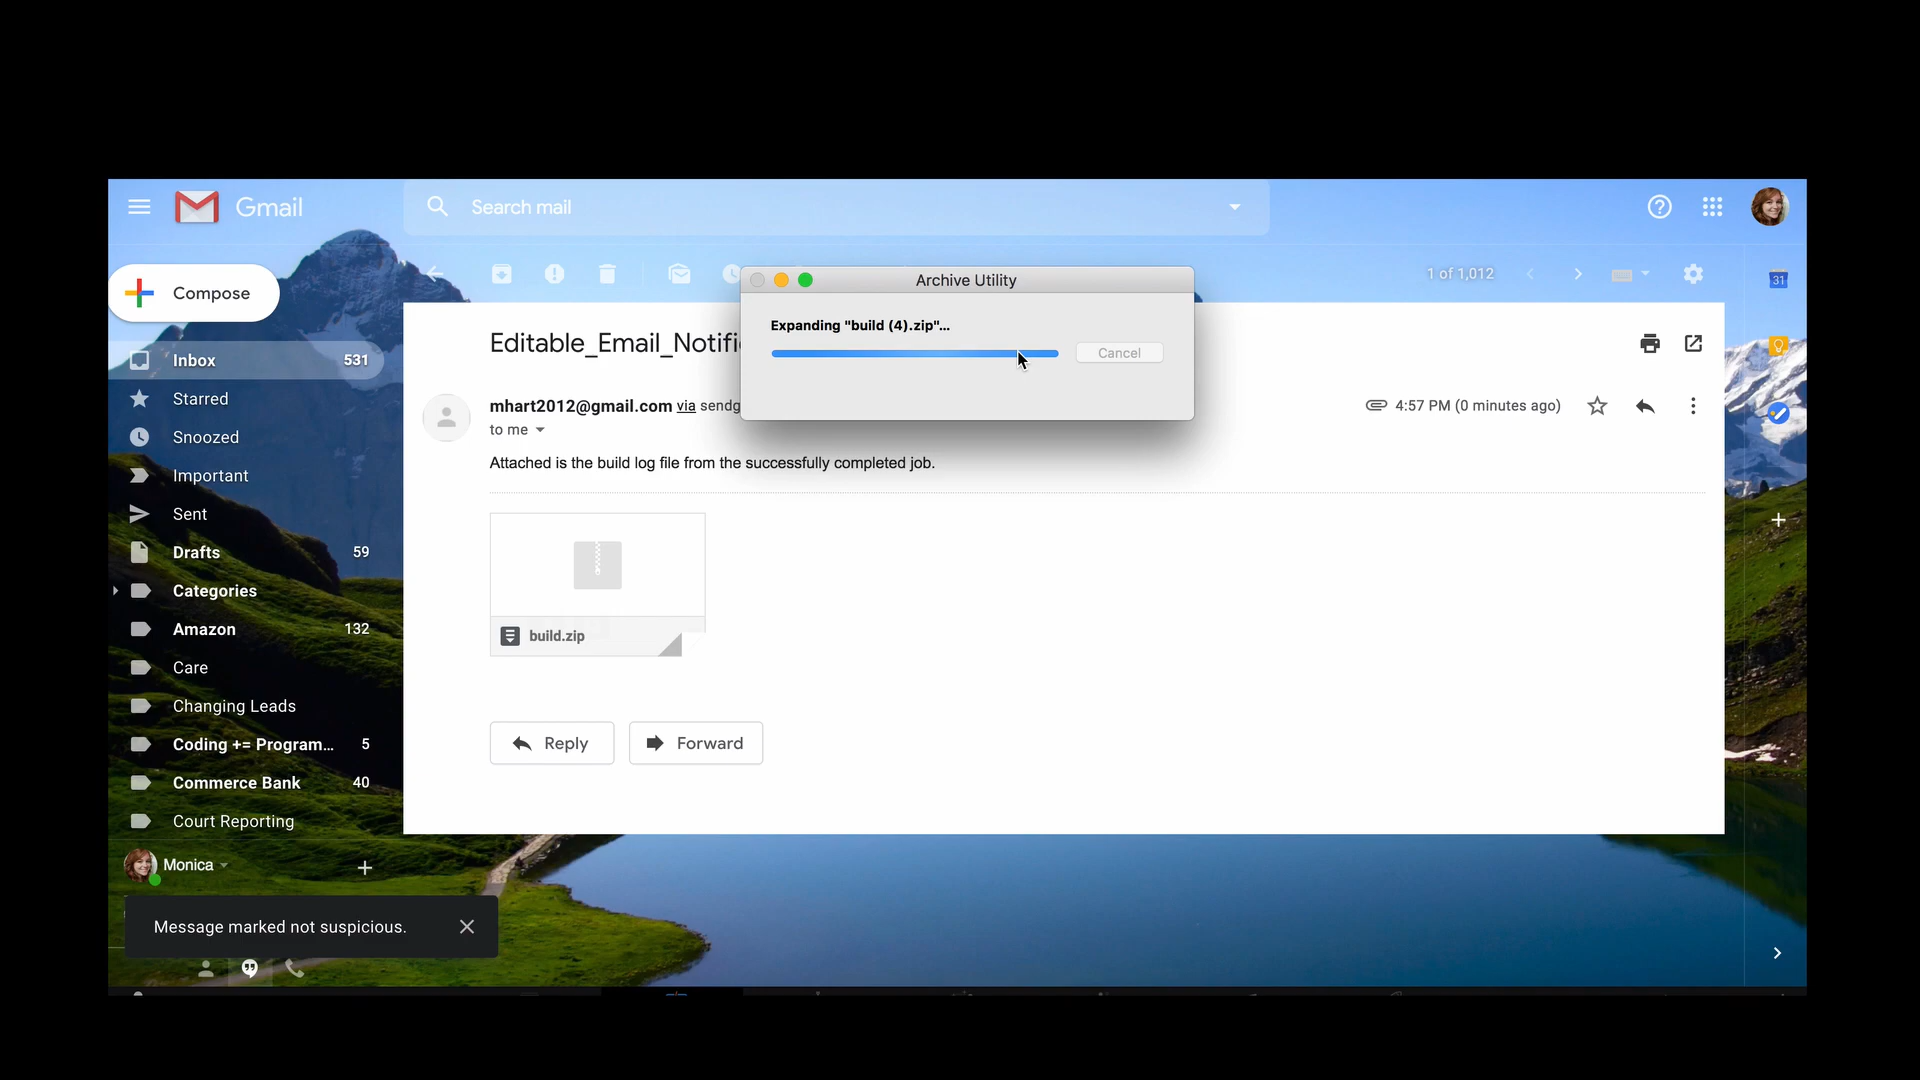 Gmail
Search mail
Compose
1 of 1,012
31
Archive Utility
Expanding "build (4).zip"...
Cancel
Editable_Email_Notifi
mhart2012@gmail.com via sendg
4:57 PM (0 minutes ago)
to me
Attached is the build log file from the successfully completed job.
build.zip
Reply
Forward
Inbox 531
Starred
Snoozed
Important
Sent
Drafts 59
Categories
Amazon 132
Care
Changing Leads
Coding += Program... 5
Commerce Bank 40
Court Reporting
Monica
Message marked not suspicious.